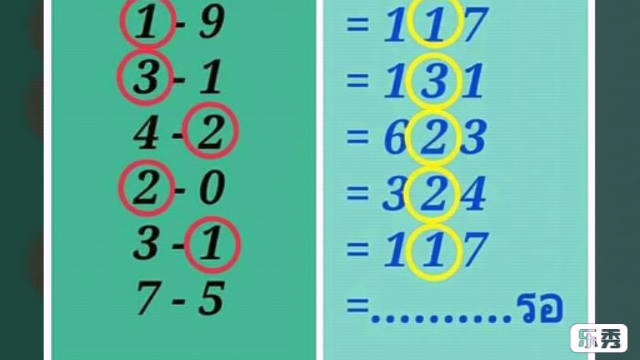 1 - 9 = 117
3 - 1 = 131
4 - 2 = 623
2 - 0 = 324
3 - 1 = 117
7 - 5 =..........รอ
乐秀